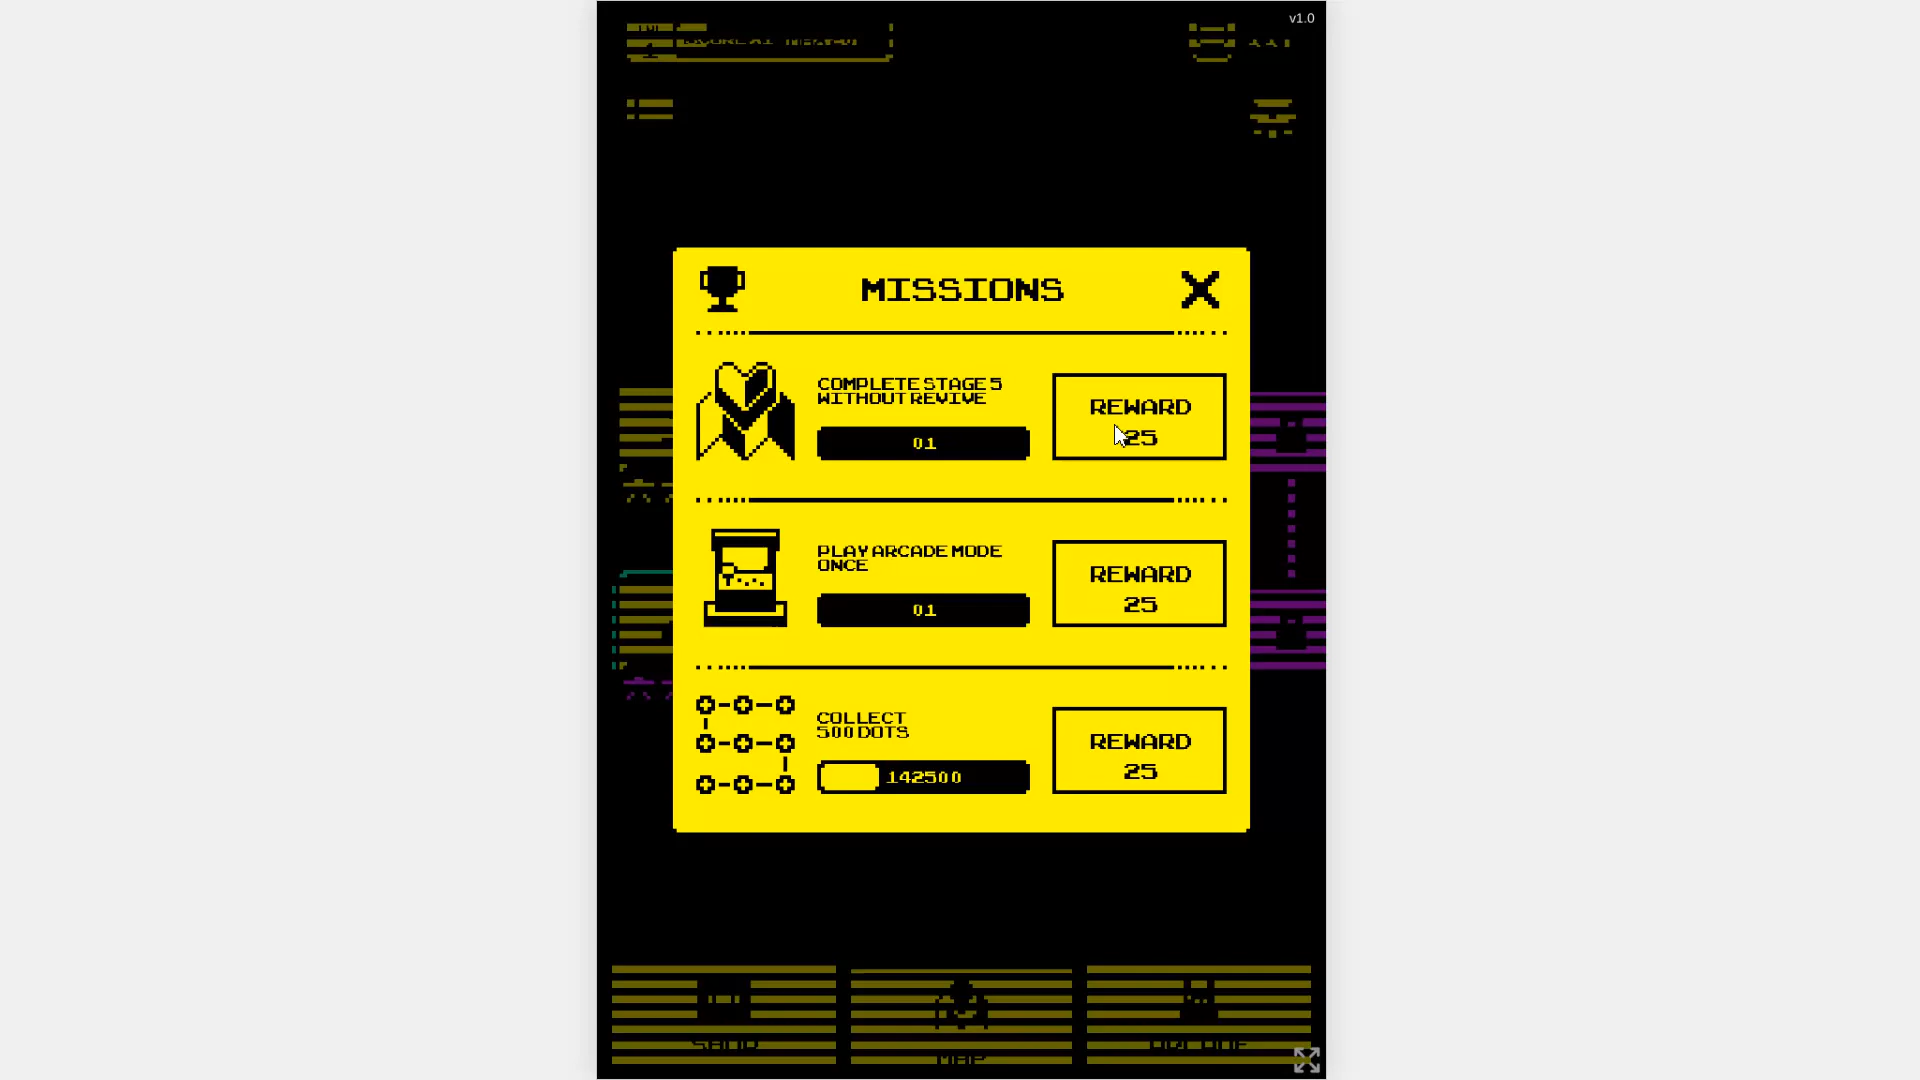 v1.0
MISSIONS
COMPLETE STAGE 5
WITHOUT REVIVE
REWARD
01
25
PLAY ARCADE MODE
ONCE
REWARD
01
25
COLLECT
500 DOTS
REWARD
142500
25
MAP